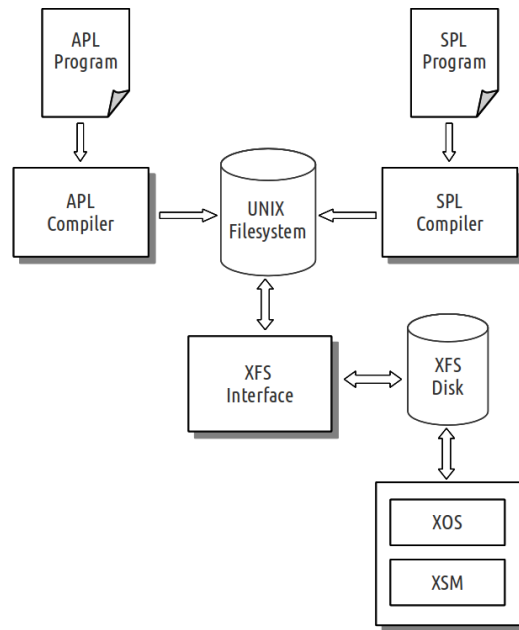 APL
Program
SPL
Program
APL
Compiler
UNIX
Filesystem
SPL
Compiler
XFS
Interface
XFS
Disk
XOS
XSM